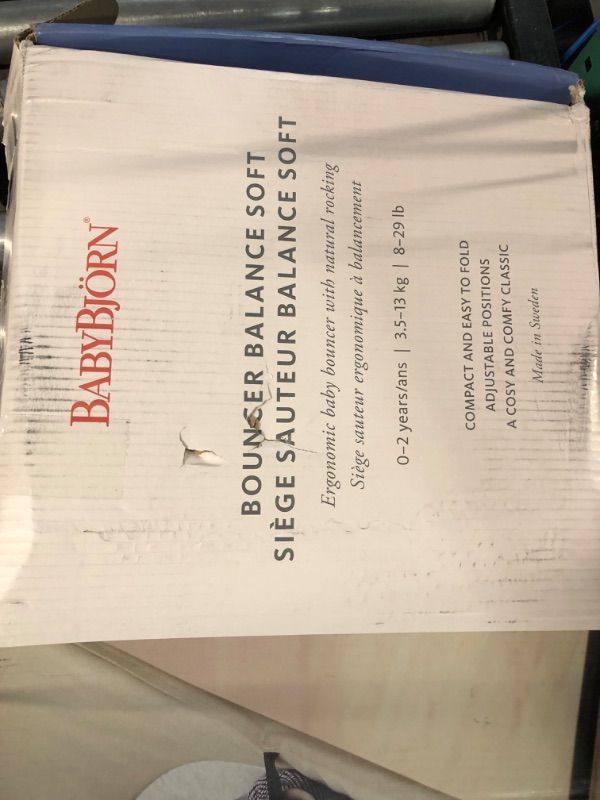 BABYBJÖRN®
BOUNCER BALANCE SOFT
SIÈGE SAUTEUR BALANCE SOFT
Ergonomic baby bouncer with natural rocking
Siège sauteur ergonomique à balancement
0–2 years/ans | 3.5–13 kg | 8–29 lb
COMPACT AND EASY TO FOLD
ADJUSTABLE POSITIONS
A COSY AND COMFY CLASSIC
Made in Sweden